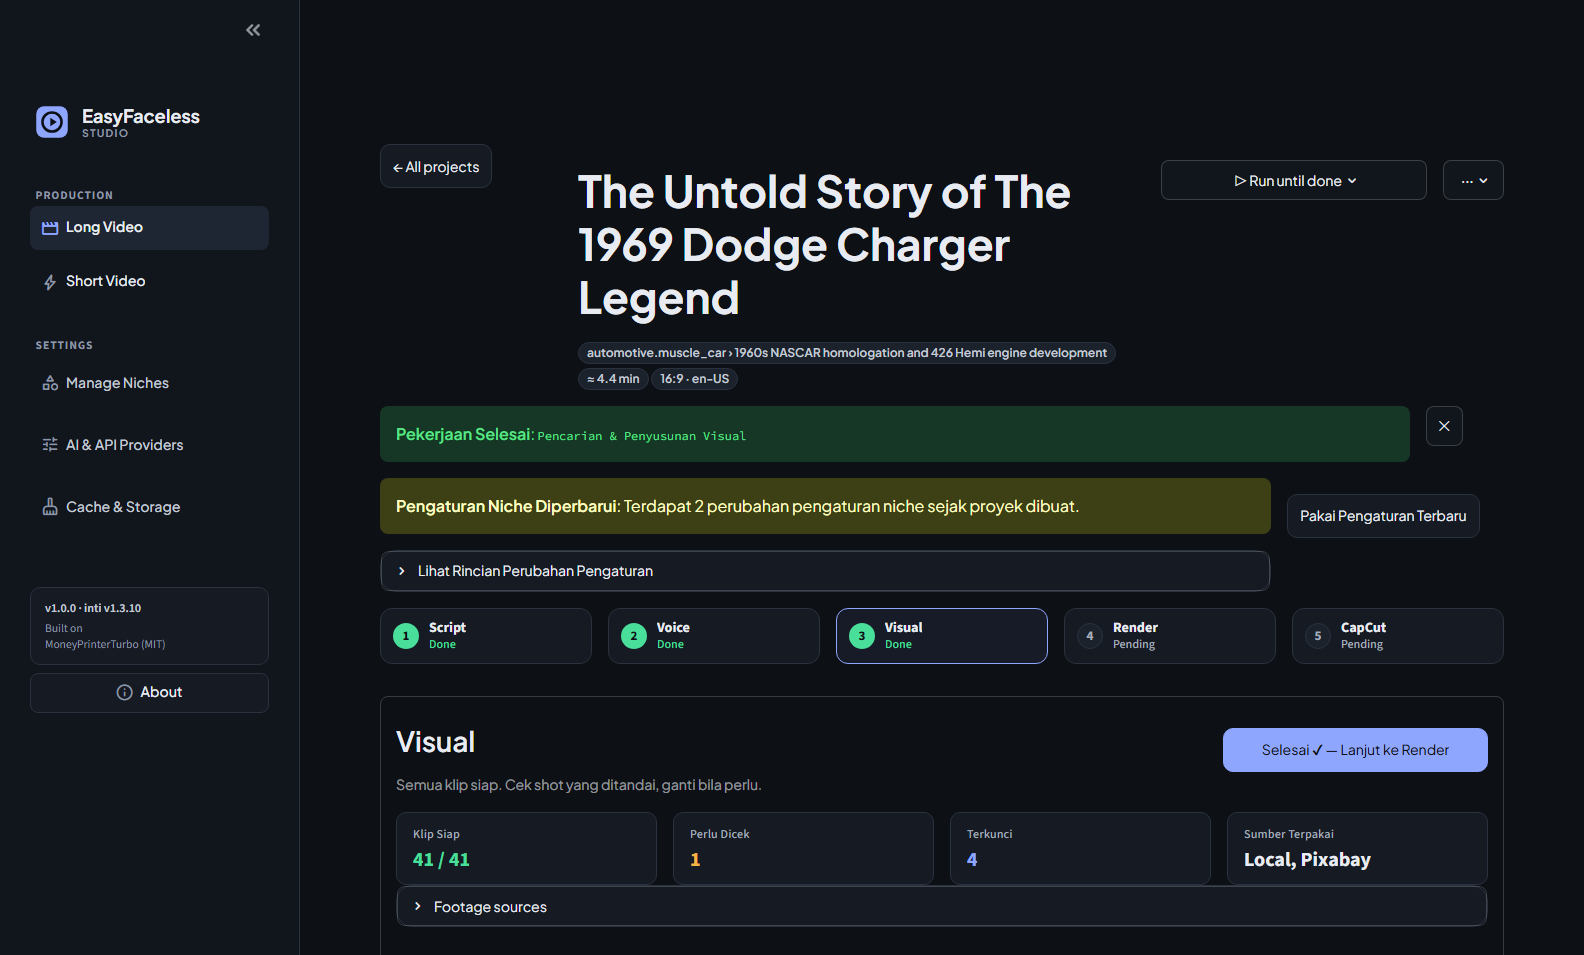 EasyFaceless
STUDIO
PRODUCTION
Long Video
Short Video
SETTINGS
Manage Niches
AI & API Providers
Cache & Storage
v1.0.0 · inti v1.3.10
Built on
MoneyPrinterTurbo (MIT)
About
← All projects
The Untold Story of The
1969 Dodge Charger
Legend
▷ Run until done
...
automotive.muscle_car › 1960s NASCAR homologation and 426 Hemi engine development
≈ 4.4 min
16:9 · en-US
Pekerjaan Selesai: Pencarian & Penyusunan Visual
Pengaturan Niche Diperbarui: Terdapat 2 perubahan pengaturan niche sejak proyek dibuat.
Pakai Pengaturan Terbaru
Lihat Rincian Perubahan Pengaturan
1 Script
Done
2 Voice
Done
3 Visual
Done
4 Render
Pending
5 CapCut
Pending
Visual
Selesai ✓ — Lanjut ke Render
Semua klip siap. Cek shot yang ditandai, ganti bila perlu.
Klip Siap
41 / 41
Perlu Dicek
1
Terkunci
4
Sumber Terpakai
Local, Pixabay
Footage sources